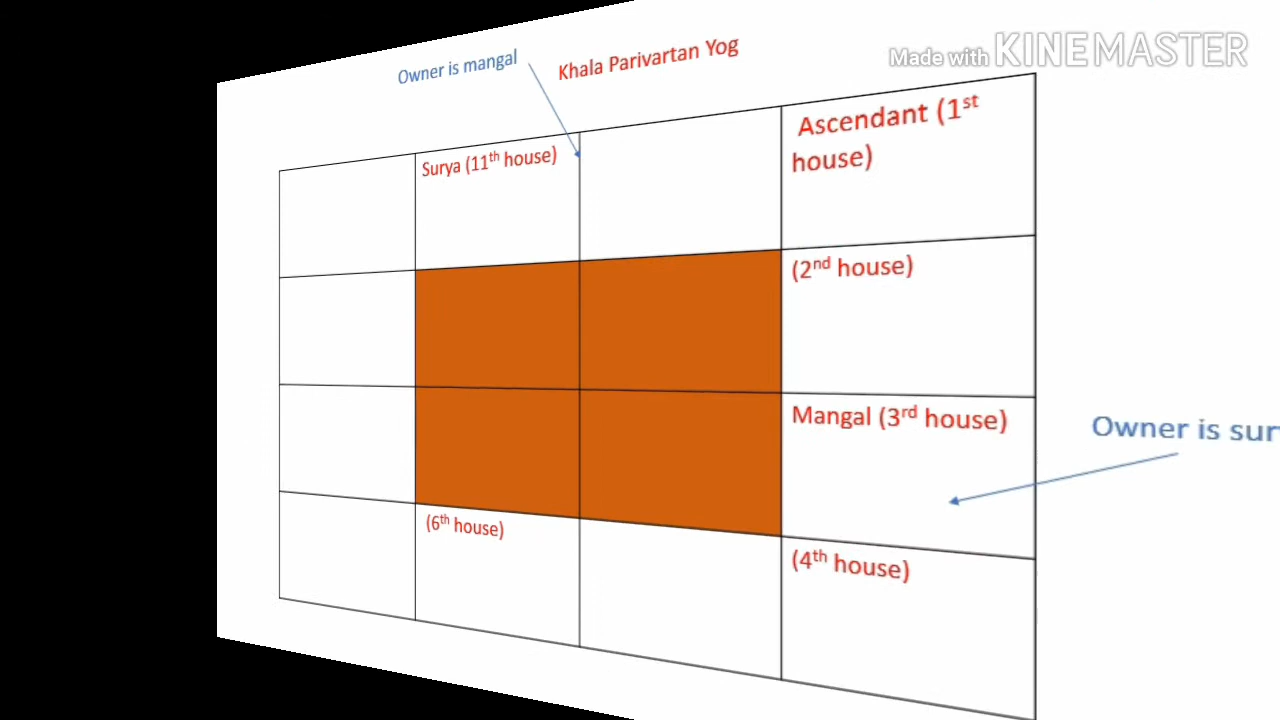 Made with KINEMASTER
Owner is mangal
Khala Parivartan Yog
Surya (11th house)
Ascendant (1st
house)
(2nd house)
Mangal (3rd house)
Owner is
(6th house)
(4th house)